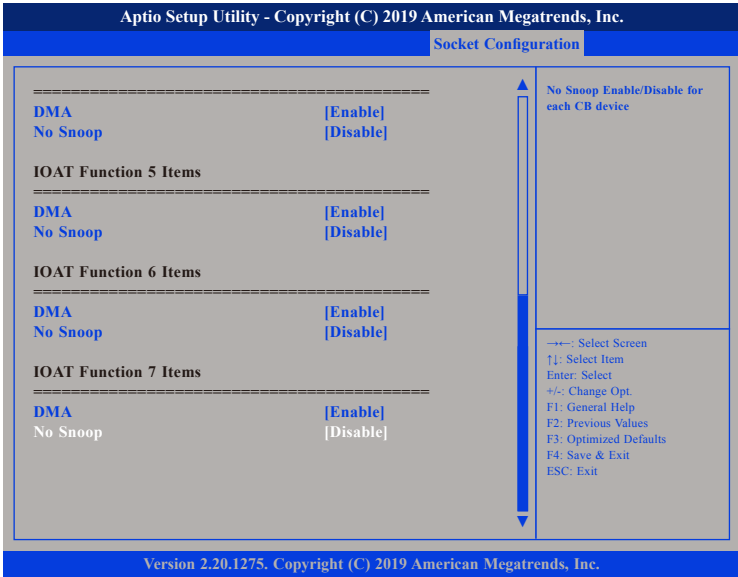 Aptio Setup Utility - Copyright (C) 2019 American Megatrends, Inc.
Socket Configuration
==========================================
DMA [Enable]
No Snoop [Disable]
IOAT Function 5 Items
==========================================
DMA [Enable]
No Snoop [Disable]
IOAT Function 6 Items
==========================================
DMA [Enable]
No Snoop [Disable]
IOAT Function 7 Items
==========================================
DMA [Enable]
No Snoop [Disable]
No Snoop Enable/Disable for
each CB device
→←: Select Screen
↑↓: Select Item
Enter: Select
+/-: Change Opt.
F1: General Help
F2: Previous Values
F3: Optimized Defaults
F4: Save & Exit
ESC: Exit
Version 2.20.1275. Copyright (C) 2019 American Megatrends, Inc.